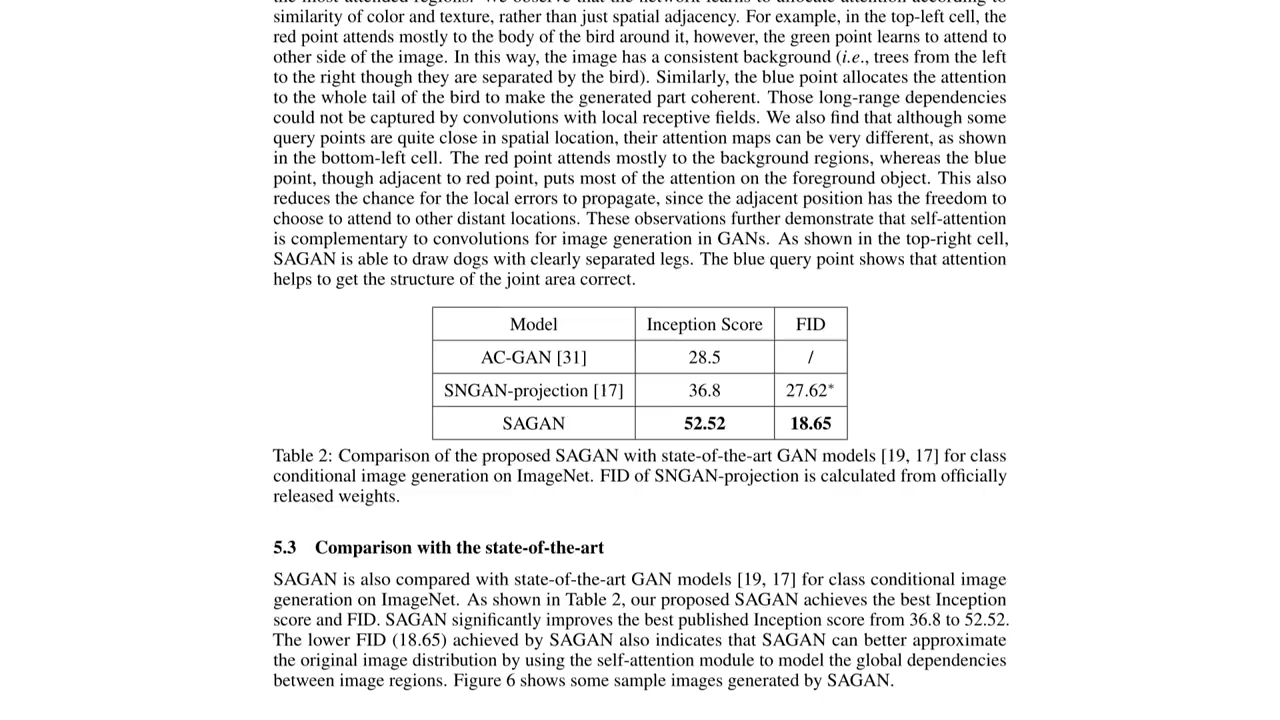 similarity of color and texture, rather than just spatial adjacency. For example, in the top-left cell, the
red point attends mostly to the body of the bird around it, however, the green point learns to attend to
other side of the image. In this way, the image has a consistent background (i.e., trees from the left
to the right though they are separated by the bird). Similarly, the blue point allocates the attention
to the whole tail of the bird to make the generated part coherent. Those long-range dependencies
could not be captured by convolutions with local receptive fields. We also find that although some
query points are quite close in spatial location, their attention maps can be very different, as shown
in the bottom-left cell. The red point attends mostly to the background regions, whereas the blue
point, though adjacent to red point, puts most of the attention on the foreground object. This also
reduces the chance for the local errors to propagate, since the adjacent position has the freedom to
choose to attend to other distant locations. These observations further demonstrate that self-attention
is complementary to convolutions for image generation in GANs. As shown in the top-right cell,
SAGAN is able to draw dogs with clearly separated legs. The blue query point shows that attention
helps to get the structure of the joint area correct.
Model Inception Score FID
AC-GAN [31] 28.5 /
SNGAN-projection [17] 36.8 27.62*
SAGAN 52.52 18.65
Table 2: Comparison of the proposed SAGAN with state-of-the-art GAN models [19, 17] for class
conditional image generation on ImageNet. FID of SNGAN-projection is calculated from officially
released weights.
5.3 Comparison with the state-of-the-art
SAGAN is also compared with state-of-the-art GAN models [19, 17] for class conditional image
generation on ImageNet. As shown in Table 2, our proposed SAGAN achieves the best Inception
score and FID. SAGAN significantly improves the best published Inception score from 36.8 to 52.52.
The lower FID (18.65) achieved by SAGAN also indicates that SAGAN can better approximate
the original image distribution by using the self-attention module to model the global dependencies
between image regions. Figure 6 shows some sample images generated by SAGAN.